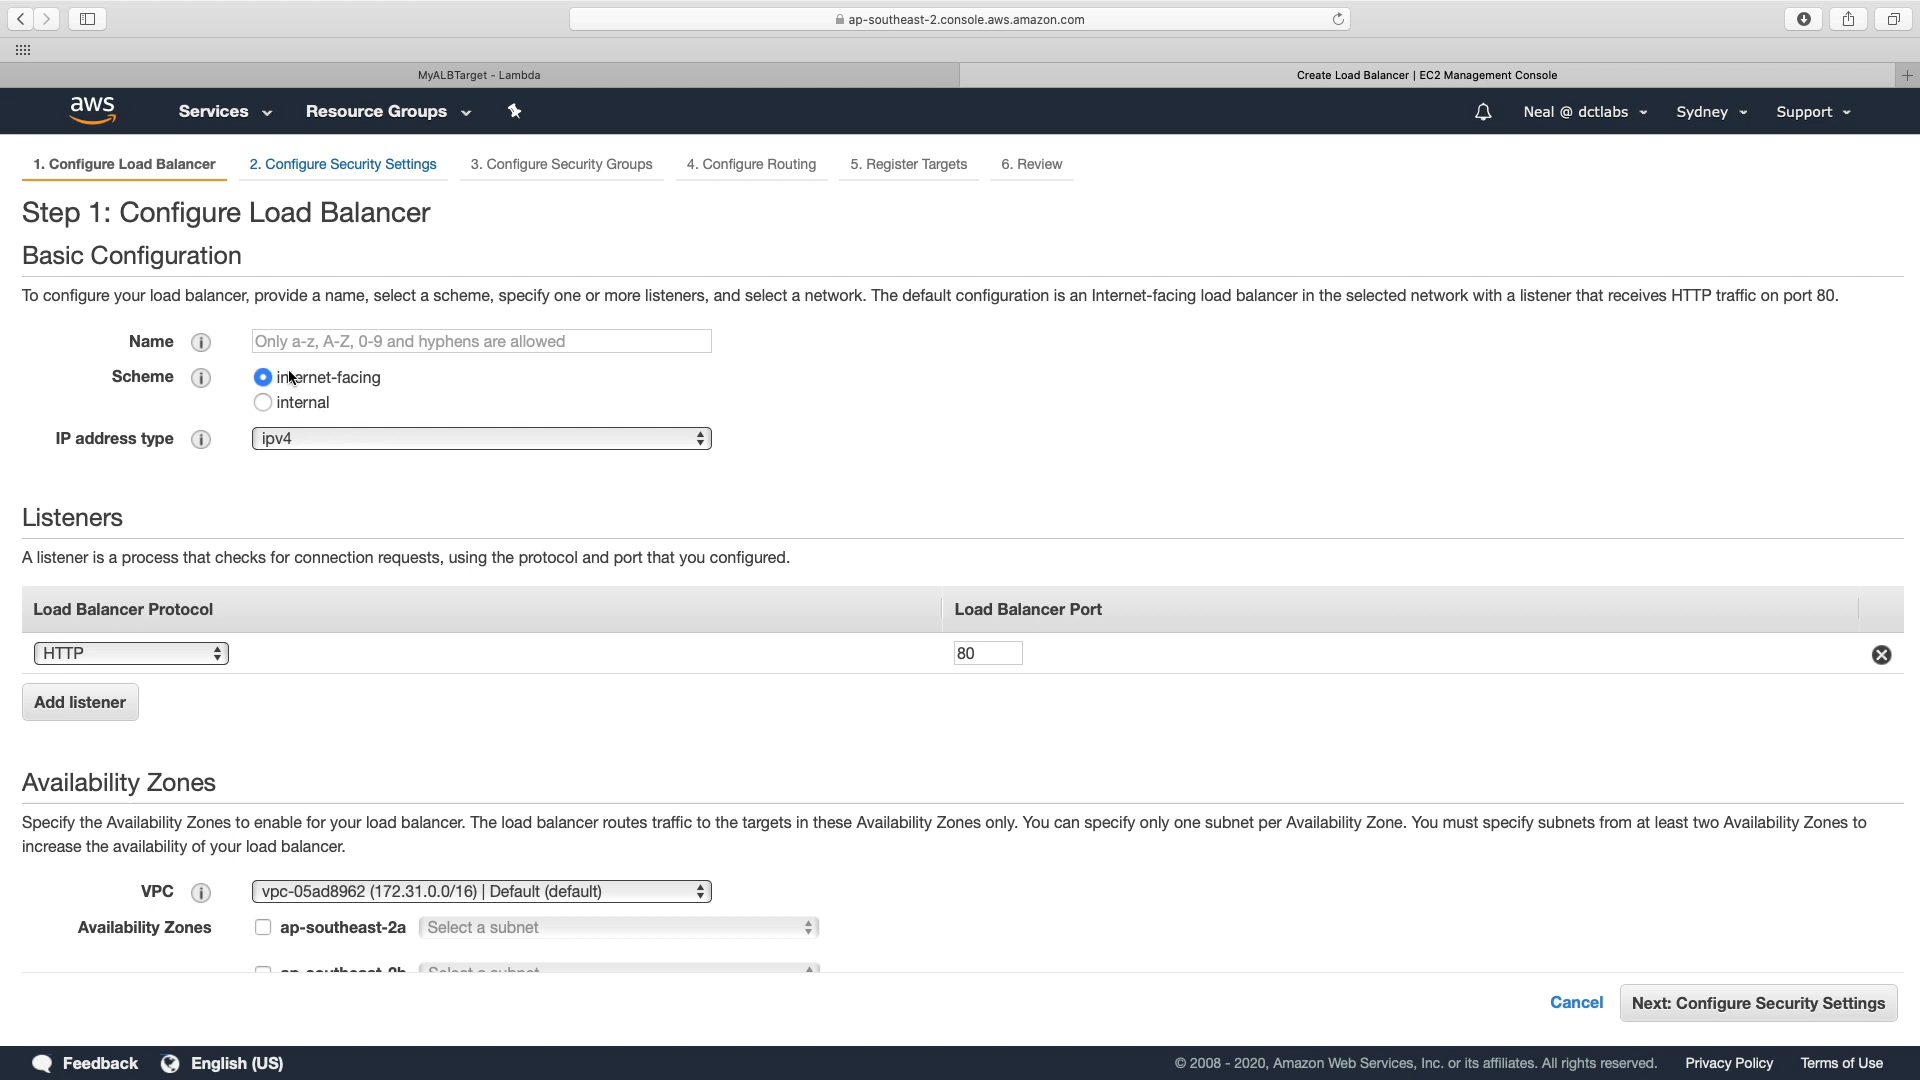 ap-southeast-2.console.aws.amazon.com
MyALBTarget - Lambda
Create Load Balancer | EC2 Management Console
aws
Services
Resource Groups
Neal @ dctlabs
Sydney
Support
1. Configure Load Balancer
2. Configure Security Settings
3. Configure Security Groups
4. Configure Routing
5. Register Targets
6. Review
Step 1: Configure Load Balancer
Basic Configuration
To configure your load balancer, provide a name, select a scheme, specify one or more listeners, and select a network. The default configuration is an Internet-facing load balancer in the selected network with a listener that receives HTTP traffic on port 80.
Name
Only a-z, A-Z, 0-9 and hyphens are allowed
Scheme
internet-facing
internal
IP address type
ipv4
Listeners
A listener is a process that checks for connection requests, using the protocol and port that you configured.
Load Balancer Protocol
Load Balancer Port
HTTP
80
Add listener
Availability Zones
Specify the Availability Zones to enable for your load balancer. The load balancer routes traffic to the targets in these Availability Zones only. You can specify only one subnet per Availability Zone. You must specify subnets from at least two Availability Zones to
increase the availability of your load balancer.
VPC
vpc-05ad8962 (172.31.0.0/16) | Default (default)
Availability Zones
ap-southeast-2a
Select a subnet
ap-southeast-2b
Select a subnet
Cancel
Next: Configure Security Settings
Feedback
English (US)
© 2008 - 2020, Amazon Web Services, Inc. or its affiliates. All rights reserved.
Privacy Policy
Terms of Use